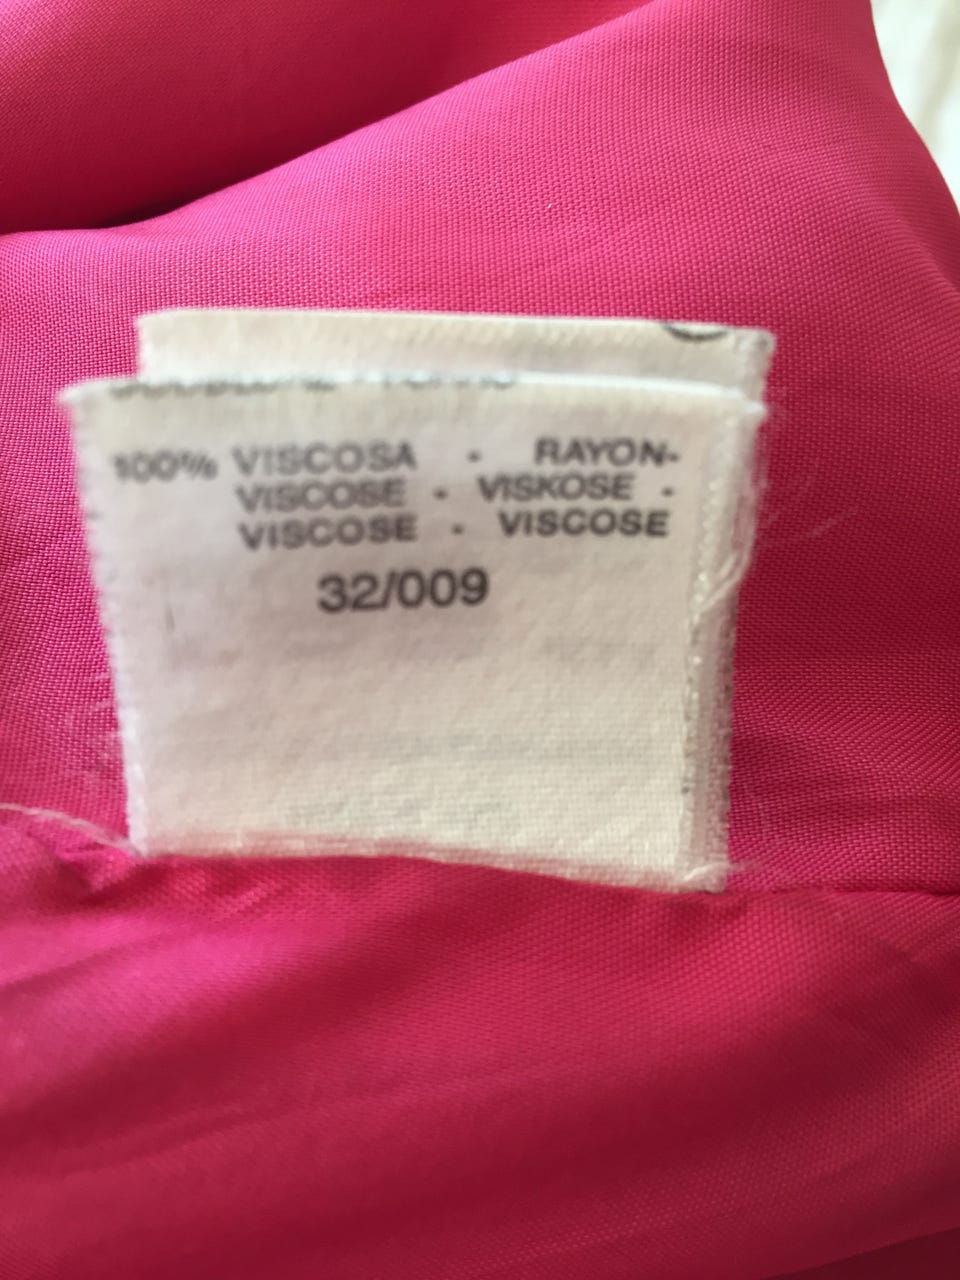 100% VISCOSA - RAYON-
VISCOSE - VISKOSE -
VISCOSE - VISCOSE
32/009